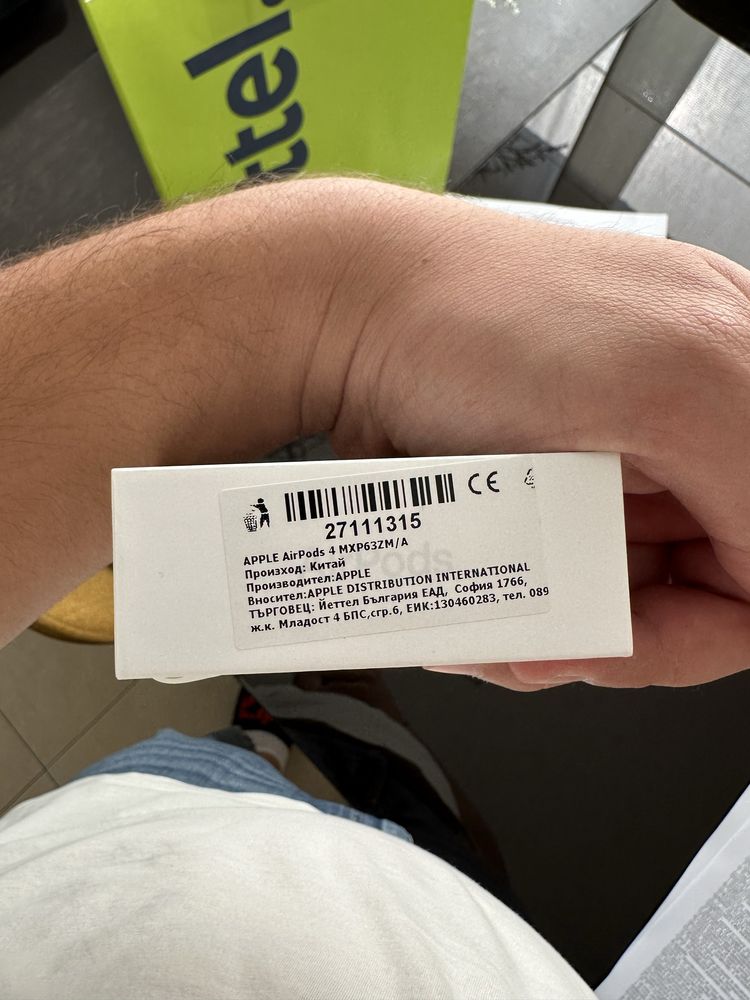 ttel.
27111315
APPLE AirPods 4 MXP63ZM/A
Произход: Китай
Производител:APPLE
Вносител:APPLE DISTRIBUTION INTERNATIONAL
ТЪРГОВЕЦ: Йеттел България ЕАД, София 1766,
ж.к. Младост 4 БПС,сгр.6, ЕИК:130460283, тел. 089